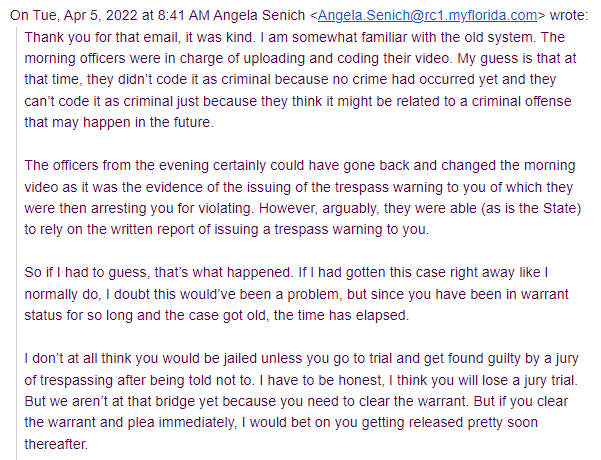 On Tue, Apr 5, 2022 at 8:41 AM Angela Senich <Angela.Senich@rc1.myflorida.com> wrote:
Thank you for that email, it was kind. I am somewhat familiar with the old system. The
morning officers were in charge of uploading and coding their video. My guess is that at
that time, they didn’t code it as criminal because no crime had occurred yet and they
can’t code it as criminal just because they think it might be related to a criminal offense
that may happen in the future.
The officers from the evening certainly could have gone back and changed the morning
video as it was the evidence of the issuing of the trespass warning to you of which they
were then arresting you for violating. However, arguably, they were able (as is the State)
to rely on the written report of issuing a trespass warning to you.
So if I had to guess, that’s what happened. If I had gotten this case right away like I
normally do, I doubt this would’ve been a problem, but since you have been in warrant
status for so long and the case got old, the time has elapsed.
I don’t at all think you would be jailed unless you go to trial and get found guilty by a jury
of trespassing after being told not to. I have to be honest, I think you will lose a jury trial.
But we aren’t at that bridge yet because you need to clear the warrant. But if you clear
the warrant and plea immediately, I would bet on you getting released pretty soon
thereafter.